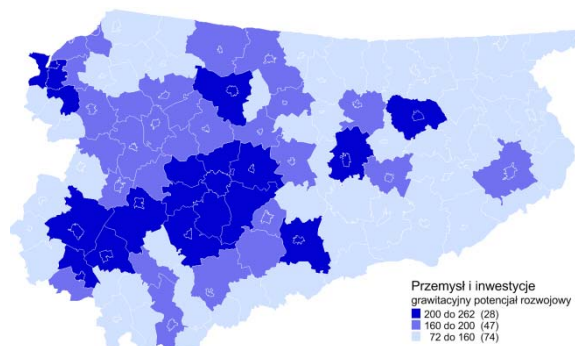 Przemysł i inwestycje
grawitacyjny potencjał rozwojowy
200 do 262 (28)
160 do 200 (47)
72 do 160 (74)